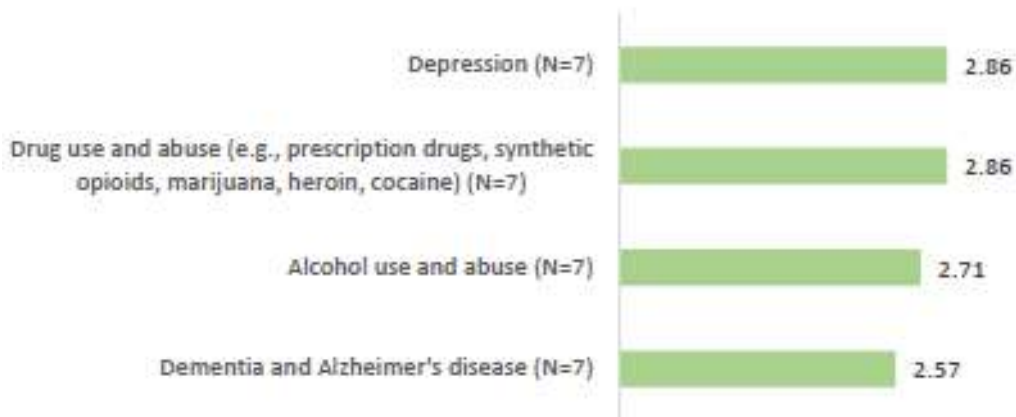 Depression (N=7)
2.86
Drug use and abuse (e.g., prescription drugs, synthetic
opioids, marijuana, heroin, cocaine) (N=7)
2.86
Alcohol use and abuse (N=7)
2.71
Dementia and Alzheimer's disease (N=7)
2.57